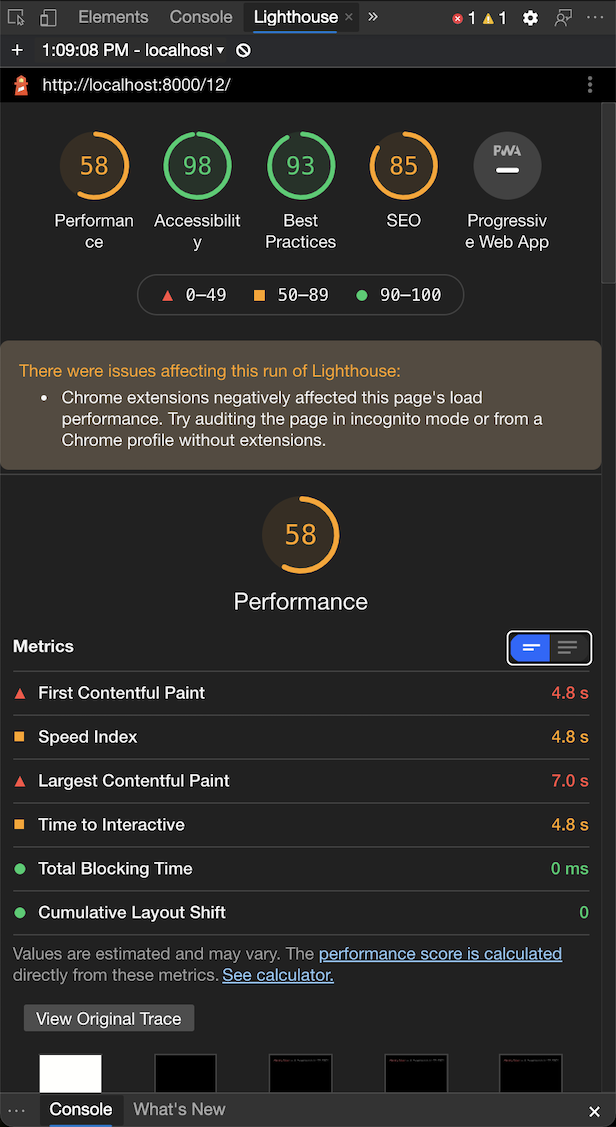 Elements Console Lighthouse × »
1 1
+ 1:09:08 PM - localhost
http://localhost:8000/12/
58 98 93 85 PWA
Performan Accessibilit Best SEO Progressiv
ce y Practices e Web App
0–49 50–89 90–100
There were issues affecting this run of Lighthouse:
• Chrome extensions negatively affected this page's load
performance. Try auditing the page in incognito mode or from a
Chrome profile without extensions.
58
Performance
Metrics
First Contentful Paint 4.8 s
Speed Index 4.8 s
Largest Contentful Paint 7.0 s
Time to Interactive 4.8 s
Total Blocking Time 0 ms
Cumulative Layout Shift 0
Values are estimated and may vary. The performance score is calculated
directly from these metrics. See calculator.
View Original Trace
Console What's New